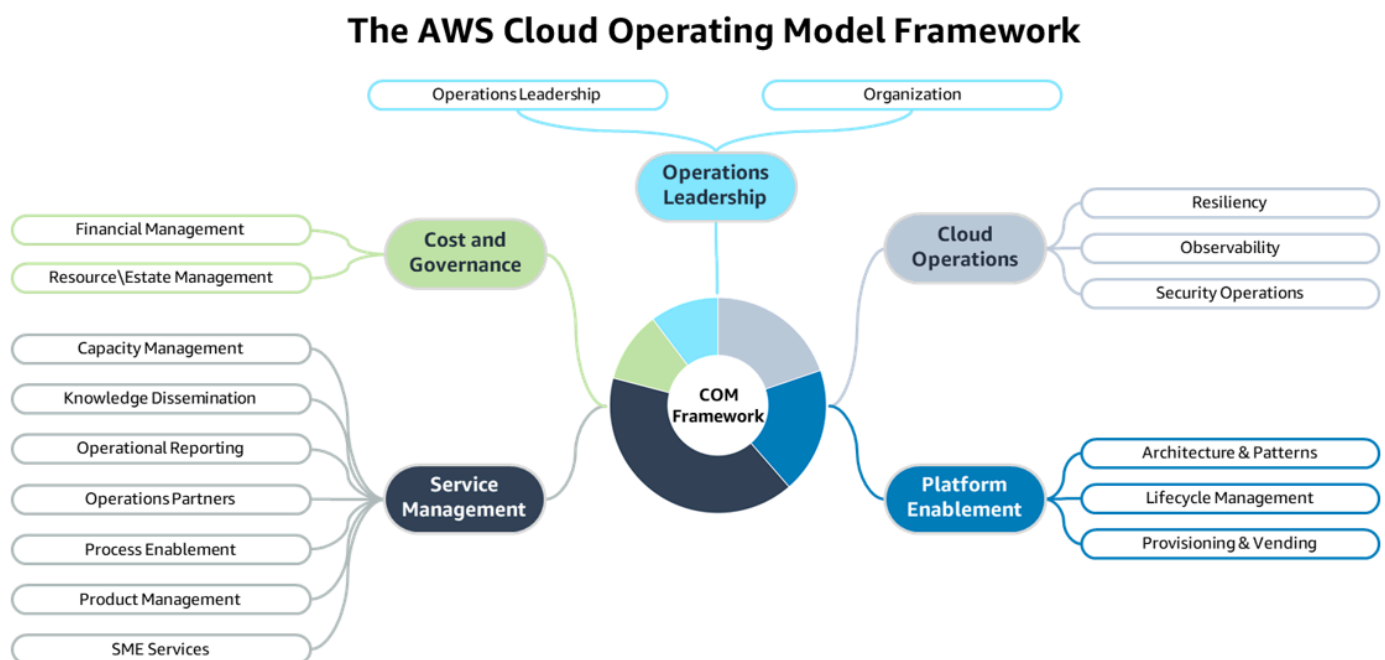 The AWS Cloud Operating Model Framework
Operations Leadership
Organization
Operations
Leadership
Cost and
Governance
Financial Management
Resource\Estate Management
Service
Management
Capacity Management
Knowledge Dissemination
Operational Reporting
Operations Partners
Process Enablement
Product Management
SME Services
COM
Framework
Cloud
Operations
Resiliency
Observability
Security Operations
Platform
Enablement
Architecture & Patterns
Lifecycle Management
Provisioning & Vending